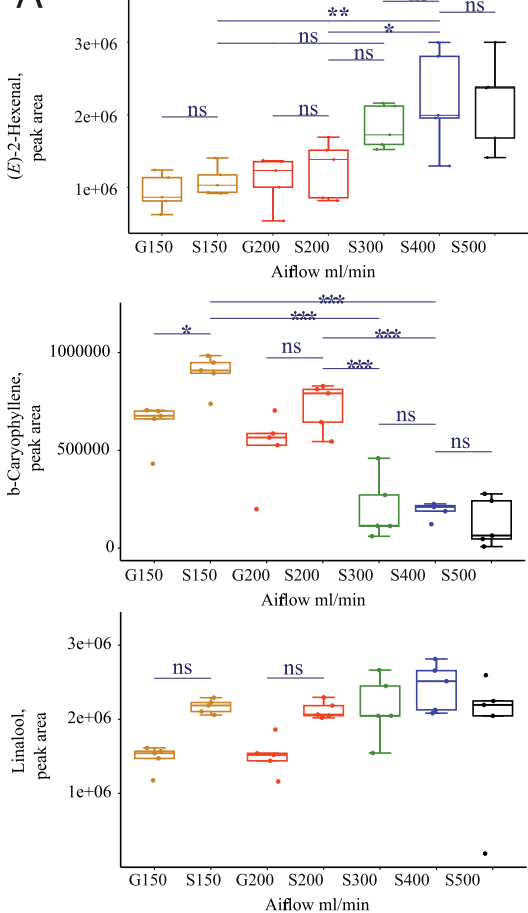 A
ns
** ns
*
ns
ns
ns ns
(E)-2-Hexenal,
peak area
3e+06
2e+06
1e+06
G150 S150 G200 S200 S300 S400 S500
Airflow ml/min
***
***
* ***
ns
***
ns
ns
b-Caryophyllene,
peak area
1000000
500000
0
G150 S150 G200 S200 S300 S400 S500
Airflow ml/min
ns ns
Linalool,
peak area
3e+06
2e+06
1e+06
G150 S150 G200 S200 S300 S400 S500
Airflow ml/min